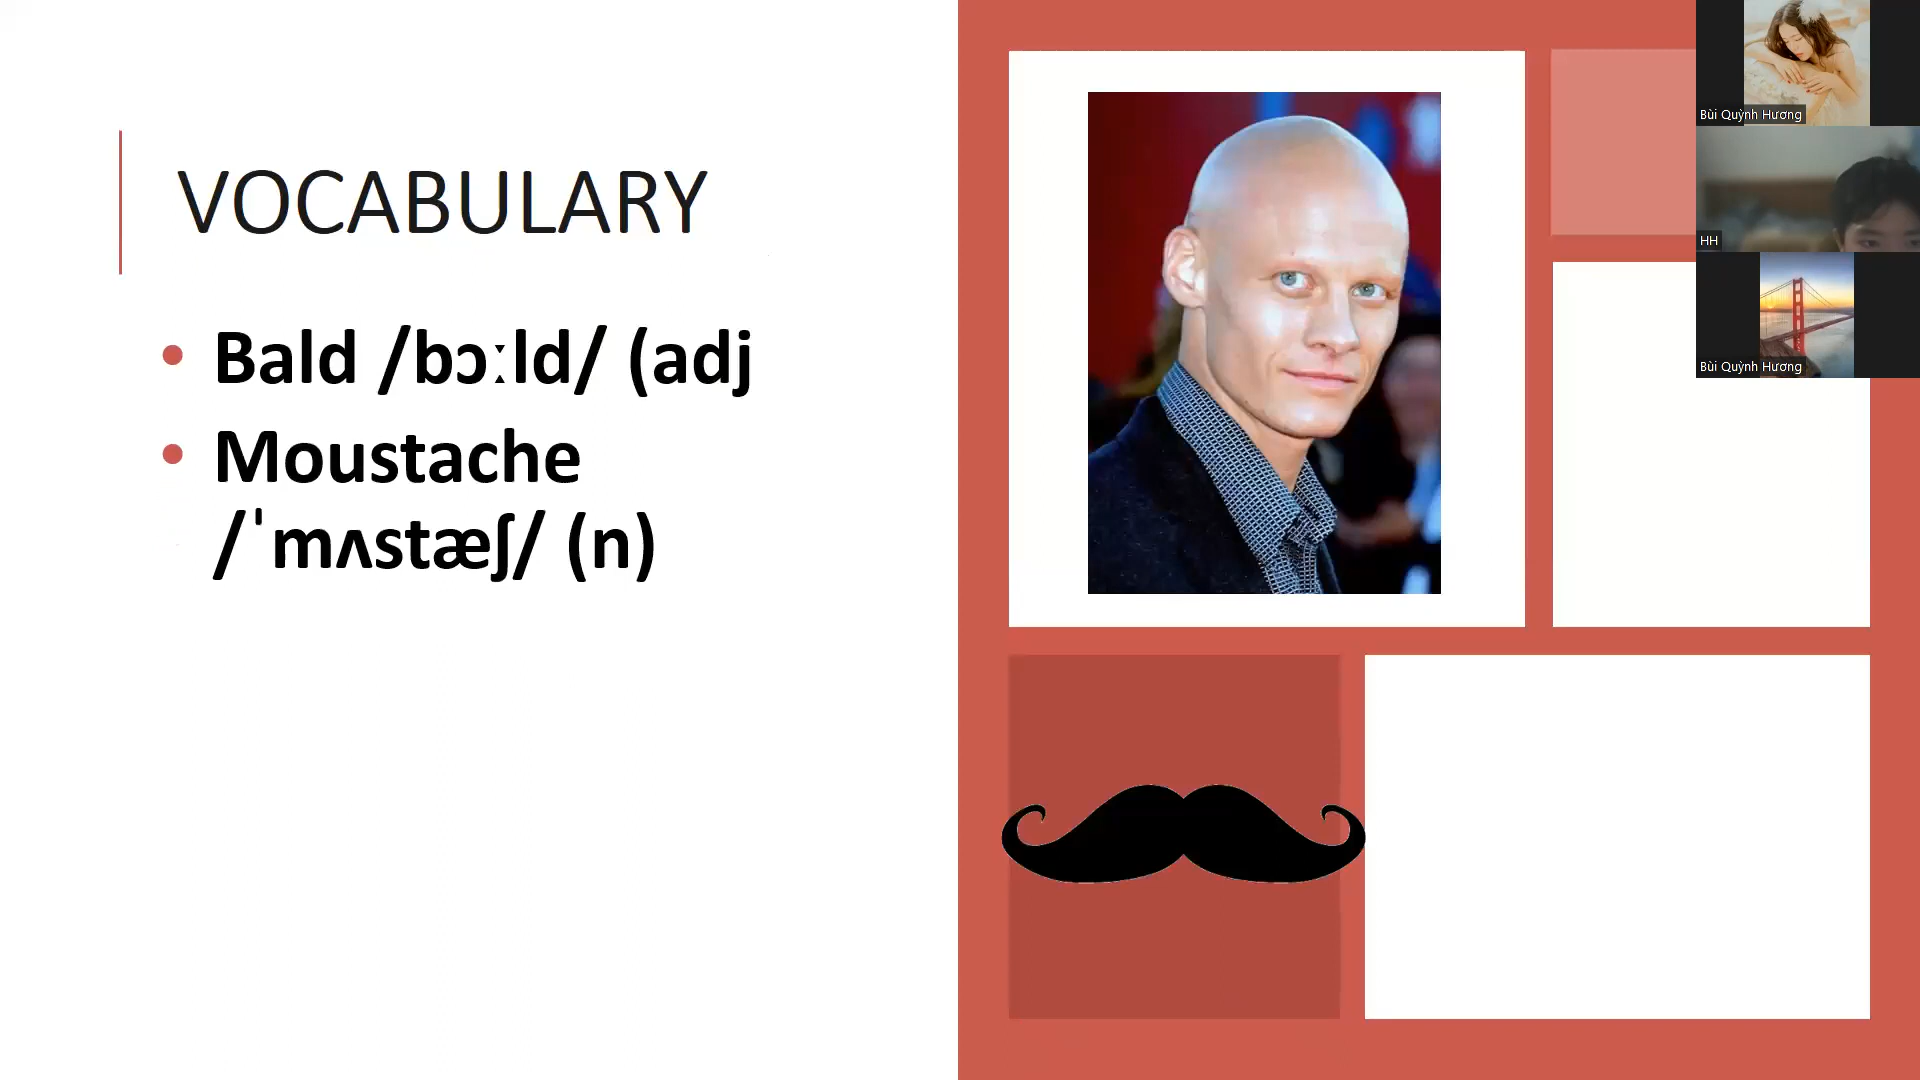 VOCABULARY
• Bald /bɔːld/ (adj
• Moustache
/ˈmʌstæʃ/ (n)
Bùi Quỳnh Hương
HH
Bùi Quỳnh Hương